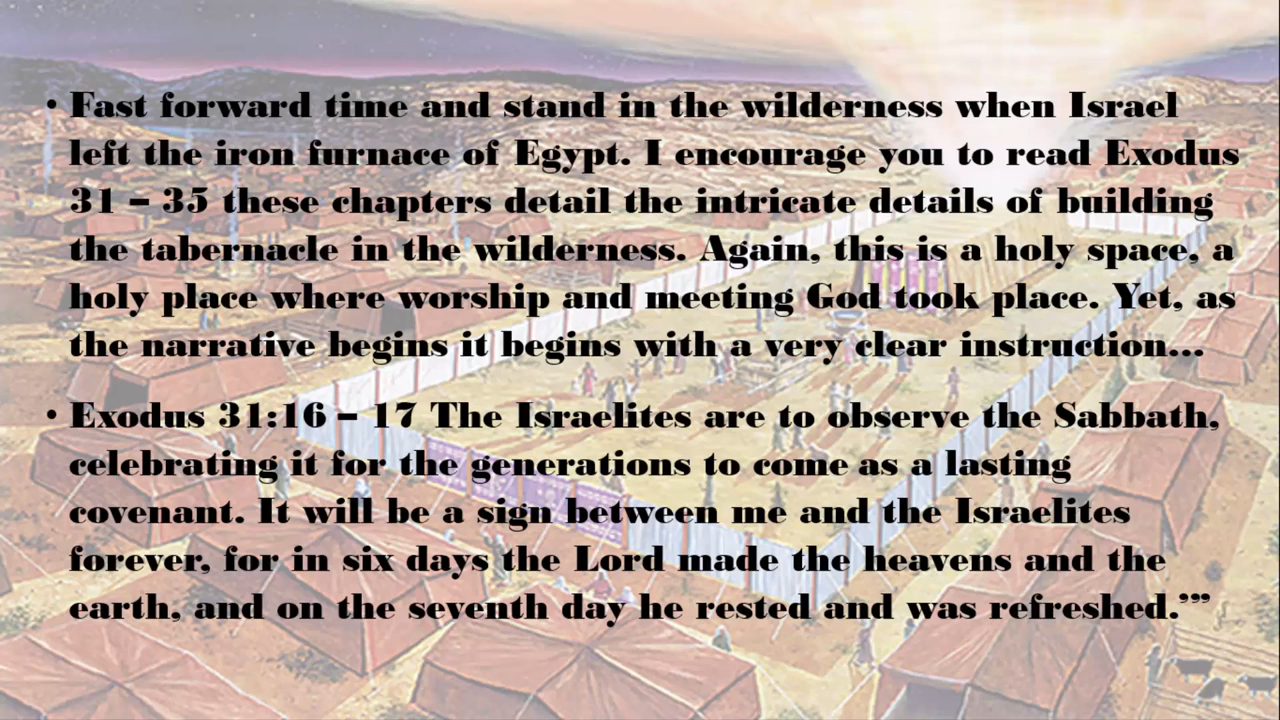 • Fast forward time and stand in the wilderness when Israel
left the iron furnace of Egypt. I encourage you to read Exodus
31 – 35 these chapters detail the intricate details of building
the tabernacle in the wilderness. Again, this is a holy space, a
holy place where worship and meeting God took place. Yet, as
the narrative begins it begins with a very clear instruction…
• Exodus 31:16 – 17 The Israelites are to observe the Sabbath,
celebrating it for the generations to come as a lasting
covenant. It will be a sign between me and the Israelites
forever, for in six days the Lord made the heavens and the
earth, and on the seventh day he rested and was refreshed.’”